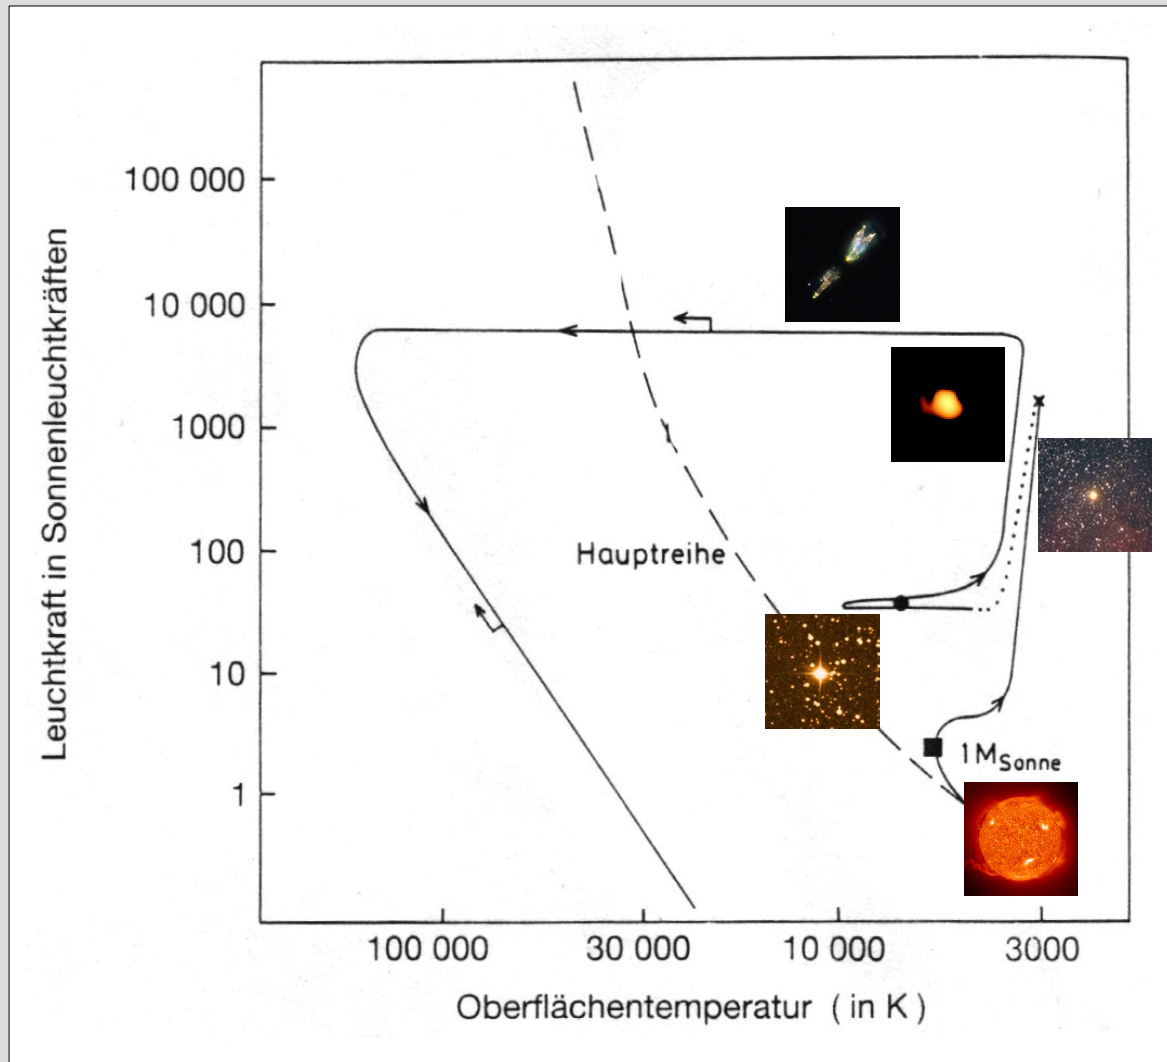 Leuchtkraft in Sonnenleuchtkräften
100 000
10 000
1000
100
10
1
Hauptreihe
1M Sonne
100 000
30 000
10 000
3000
Oberflächentemperatur ( in K )